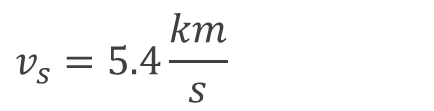 v_s = 5.4 km/s